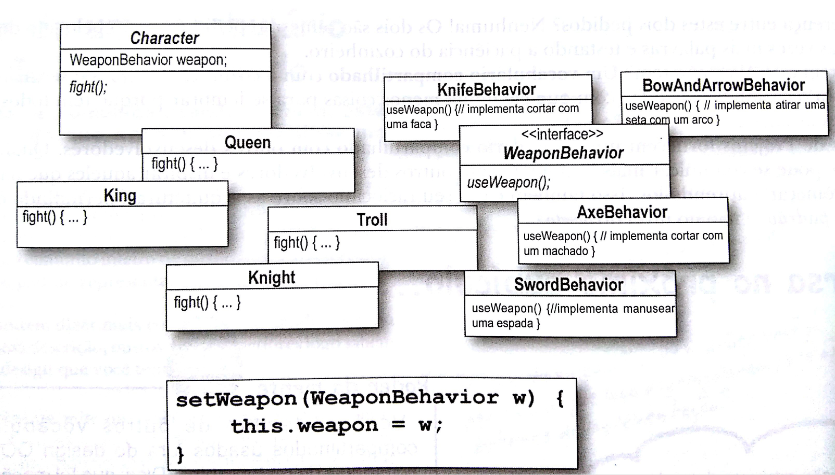 Character
WeaponBehavior weapon;
fight();
Queen
fight() { ... }
King
fight() { ... }
Troll
fight() { ... }
Knight
fight() { ... }
KnifeBehavior
useWeapon() {// implementa cortar com
uma faca }
BowAndArrowBehavior
useWeapon() { // implementa atirar uma
seta com um arco }
<<interface>>
WeaponBehavior
useWeapon();
AxeBehavior
useWeapon() { // implementa cortar com
um machado }
SwordBehavior
useWeapon() {//implementa manusear
uma espada }
setWeapon(WeaponBehavior w) {
this.weapon = w;
}